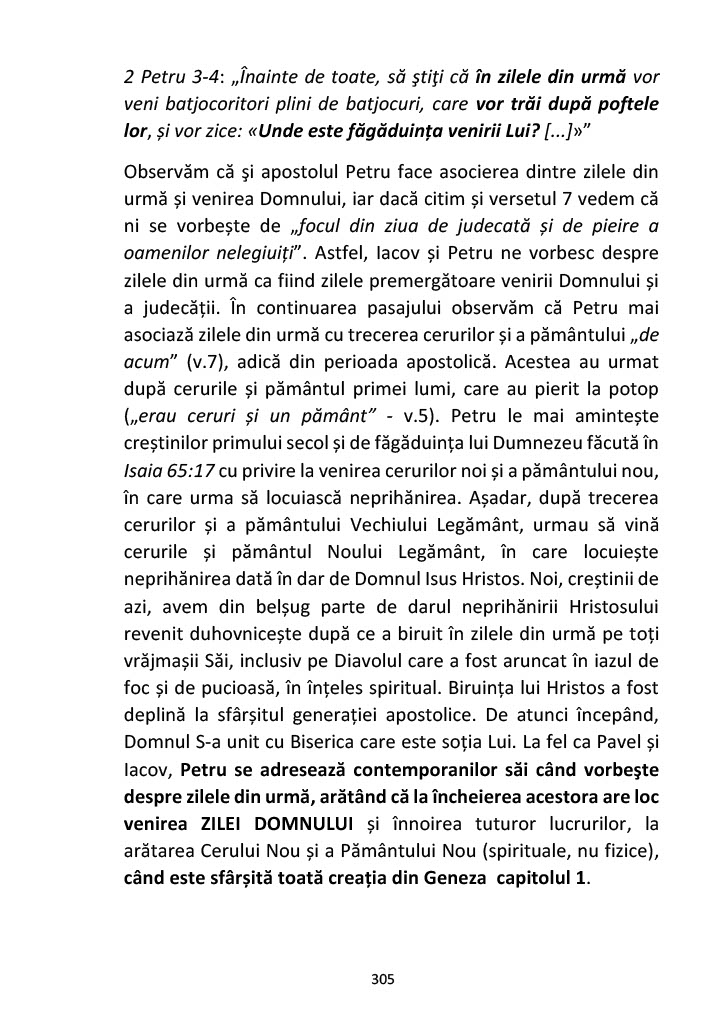 2 Petru 3-4: „Înainte de toate, să ştiţi că în zilele din urmă vor
veni batjocoritori plini de batjocuri, care vor trăi după poftele
lor, și vor zice: «Unde este făgăduința venirii Lui? [...]»”
Observăm că şi apostolul Petru face asocierea dintre zilele din
urmă și venirea Domnului, iar dacă citim și versetul 7 vedem că
ni se vorbește de „focul din ziua de judecată și de pieire a
oamenilor nelegiuiți”. Astfel, Iacov și Petru ne vorbesc despre
zilele din urmă ca fiind zilele premergătoare venirii Domnului și
a judecății. În continuarea pasajului observăm că Petru mai
asociază zilele din urmă cu trecerea cerurilor și a pământului „de
acum” (v.7), adică din perioada apostolică. Acestea au urmat
după cerurile și pământul primei lumi, care au pierit la potop
(„erau ceruri și un pământ” - v.5). Petru le mai amintește
creștinilor primului secol și de făgăduința lui Dumnezeu făcută în
Isaia 65:17 cu privire la venirea cerurilor noi și a pământului nou,
în care urma să locuiască neprihănirea. Așadar, după trecerea
cerurilor și a pământului Vechiului Legământ, urmau să vină
cerurile și pământul Noului Legământ, în care locuiește
neprihănirea dată în dar de Domnul Isus Hristos. Noi, creștinii de
azi, avem din belșug parte de darul neprihănirii Hristosului
revenit duhovnicește după ce a biruit în zilele din urmă pe toți
vrăjmașii Săi, inclusiv pe Diavolul care a fost aruncat în iazul de
foc și de pucioasă, în înțeles spiritual. Biruința lui Hristos a fost
deplină la sfârșitul generației apostolice. De atunci începând,
Domnul S-a unit cu Biserica care este soția Lui. La fel ca Pavel și
Iacov, Petru se adresează contemporanilor săi când vorbeşte
despre zilele din urmă, arătând că la încheierea acestora are loc
venirea ZILEI DOMNULUI și înnoirea tuturor lucrurilor, la
arătarea Cerului Nou și a Pământului Nou (spirituale, nu fizice),
când este sfârșită toată creația din Geneza  capitolul 1.
305